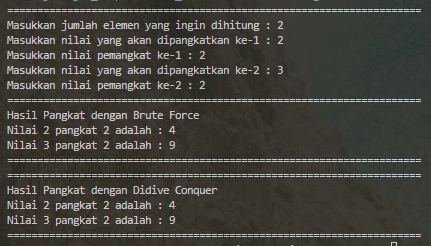 ============================================================
Masukkan jumlah elemen yang ingin dihitung : 2
Masukkan nilai yang akan dipangkatkan ke-1 : 2
Masukkan nilai pemangkat ke-1 : 2
Masukkan nilai yang akan dipangkatkan ke-2 : 3
Masukkan nilai pemangkat ke-2 : 2
============================================================
Hasil Pangkat dengan Brute Force
Nilai 2 pangkat 2 adalah : 4
Nilai 3 pangkat 2 adalah : 9
============================================================
============================================================
Hasil Pangkat dengan Didive Conquer
Nilai 2 pangkat 2 adalah : 4
Nilai 3 pangkat 2 adalah : 9
============================================================